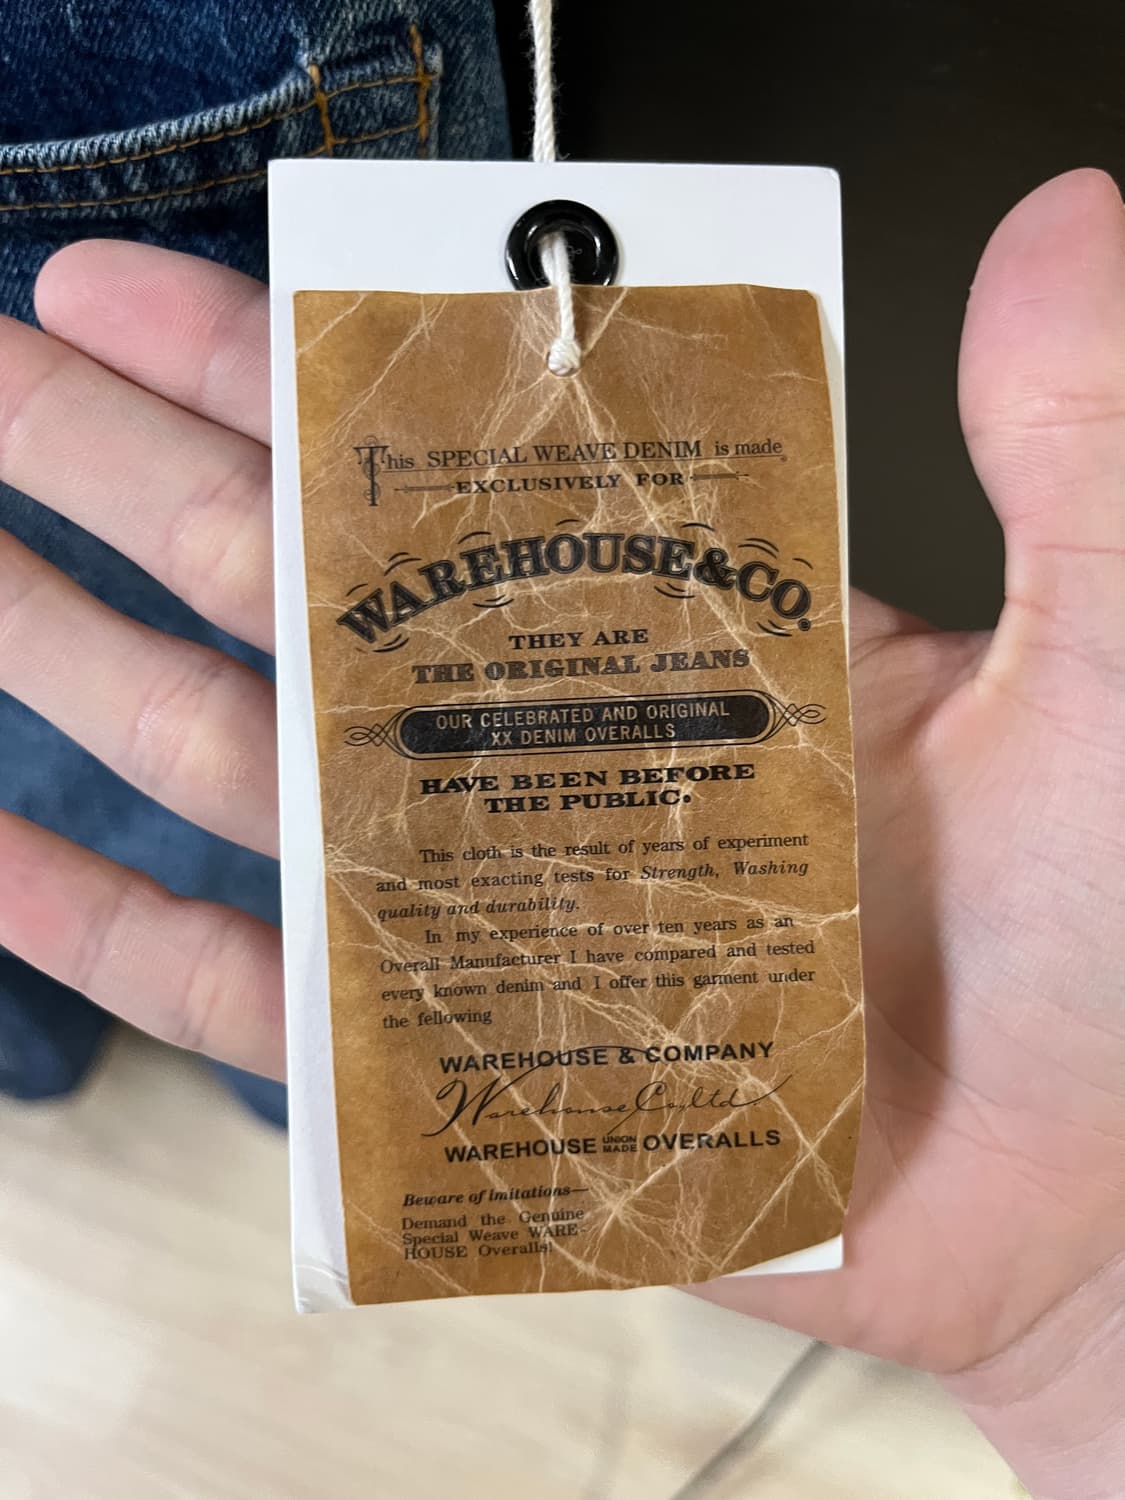 This SPECIAL WEAVE DENIM is made
EXCLUSIVELY FOR
WAREHOUSE & CO.
THEY ARE
THE ORIGINAL JEANS
OUR CELEBRATED AND ORIGINAL
XX DENIM OVERALLS
HAVE BEEN BEFORE
THE PUBLIC.
This cloth is the result of years of experiment
and most exacting tests for Strength, Washing
quality and durability.
In my experience of over ten years as an
Overall Manufacturer I have compared and tested
every known denim and I offer this garment under
the fellowing
WAREHOUSE & COMPANY
Warehouse Co,.ltd
WAREHOUSE UNION MADE OVERALLS
Beware of lmitations—
Demand the Genuine
Special Weave WARE-
HOUSE Overalls!